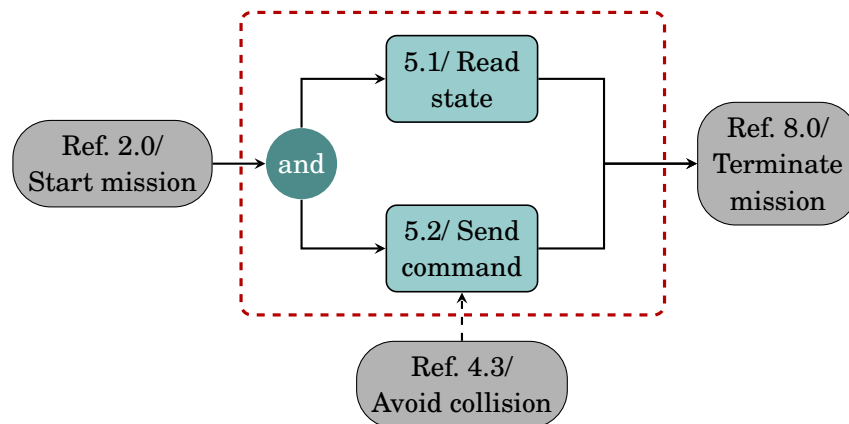 5.1/ Read
state
Ref. 2.0/
Start mission
and
Ref. 8.0/
Terminate
mission
5.2/ Send
command
Ref. 4.3/
Avoid collision